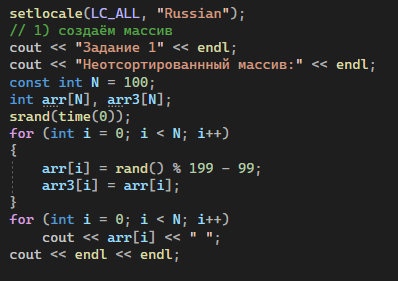 setlocale(LC_ALL, "Russian");
// 1) создаём массив
cout << "Задание 1" << endl;
cout << "Неотсортированнный массив:" << endl;
const int N = 100;
int arr[N], arr3[N];
srand(time(0));
for (int i = 0; i < N; i++)
{
arr[i] = rand() % 199 - 99;
arr3[i] = arr[i];
}
for (int i = 0; i < N; i++)
cout << arr[i] << " ";
cout << endl << endl;